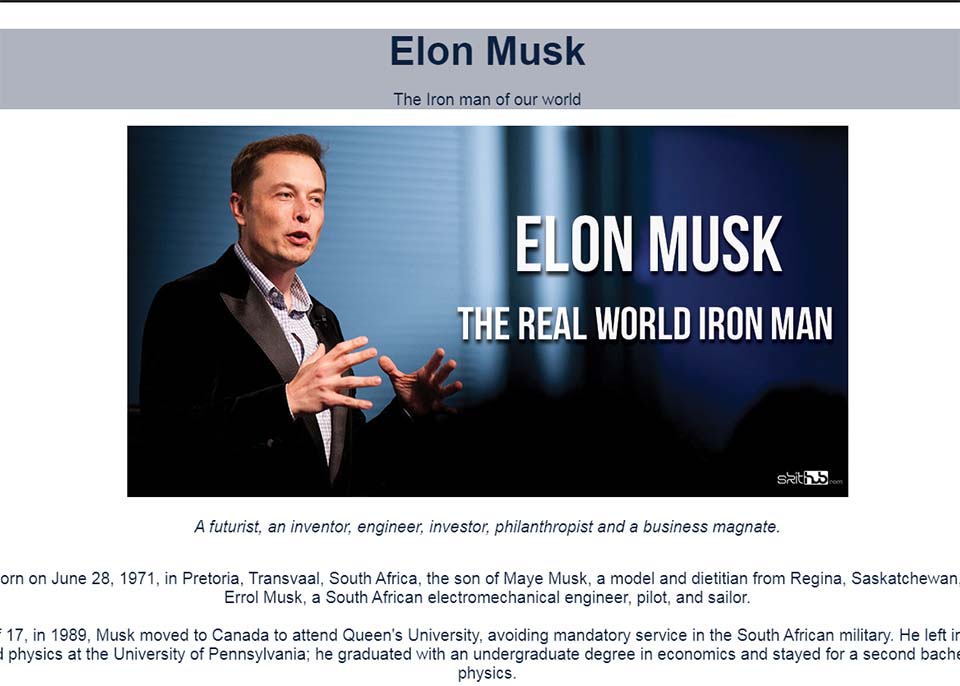 Elon Musk
The Iron man of our world
ELON MUSK
THE REAL WORLD IRON MAN
skithub.com
A futurist, an inventor, engineer, investor, philanthropist and a business magnate.
orn on June 28, 1971, in Pretoria, Transvaal, South Africa, the son of Maye Musk, a model and dietitian from Regina, Saskatchewan,
Errol Musk, a South African electromechanical engineer, pilot, and sailor.
17, in 1989, Musk moved to Canada to attend Queen's University, avoiding mandatory service in the South African military. He left in
d physics at the University of Pennsylvania; he graduated with an undergraduate degree in economics and stayed for a second bache
physics.